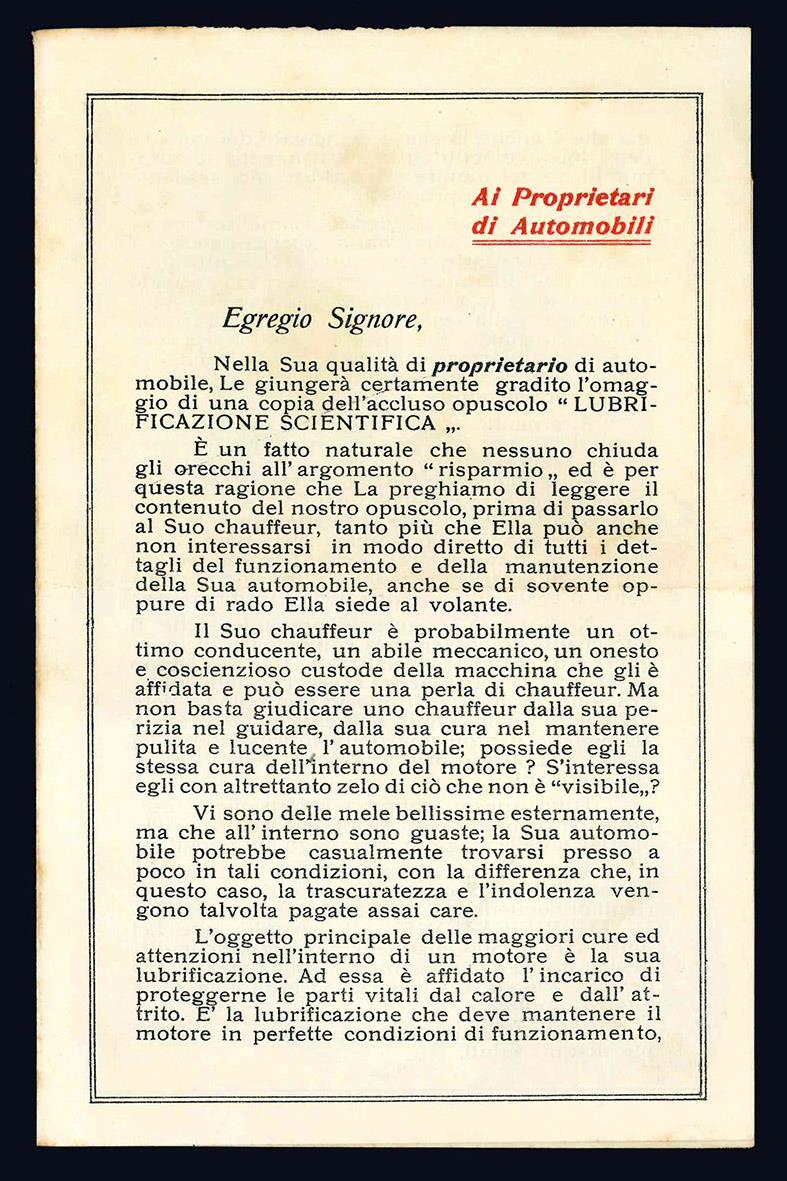 Ai Proprietari
di Automobili
Egregio Signore,
Nella Sua qualità di proprietario di auto-
mobile, Le giungerà certamente gradito l'omag-
gio di una copia dell'accluso opuscolo “ LUBRI-
FICAZIONE SCIENTIFICA „.
È un fatto naturale che nessuno chiuda
gli orecchi all' argomento “ risparmio „ ed è per
questa ragione che La preghiamo di leggere il
contenuto del nostro opuscolo, prima di passarlo
al Suo chauffeur, tanto più che Ella può anche
non interessarsi in modo diretto di tutti i det-
tagli del funzionamento e della manutenzione
della Sua automobile, anche se di sovente op-
pure di rado Ella siede al volante.
Il Suo chauffeur è probabilmente un ot-
timo conducente, un abile meccanico, un onesto
e coscienzioso custode della macchina che gli è
affidata e può essere una perla di chauffeur. Ma
non basta giudicare uno chauffeur dalla sua pe-
rizia nel guidare, dalla sua cura nel mantenere
pulita e lucente l' automobile; possiede egli la
stessa cura dell'interno del motore ? S'interessa
egli con altrettanto zelo di ciò che non è “visibile„?
Vi sono delle mele bellissime esternamente,
ma che all' interno sono guaste; la Sua automo-
bile potrebbe casualmente trovarsi presso a
poco in tali condizioni, con la differenza che, in
questo caso, la trascuratezza e l'indolenza ven-
gono talvolta pagate assai care.
L'oggetto principale delle maggiori cure ed
attenzioni nell'interno di un motore è la sua
lubrificazione. Ad essa è affidato l' incarico di
proteggerne le parti vitali dal calore e dall' at-
trito. E' la lubrificazione che deve mantenere il
motore in perfette condizioni di funzionamento,